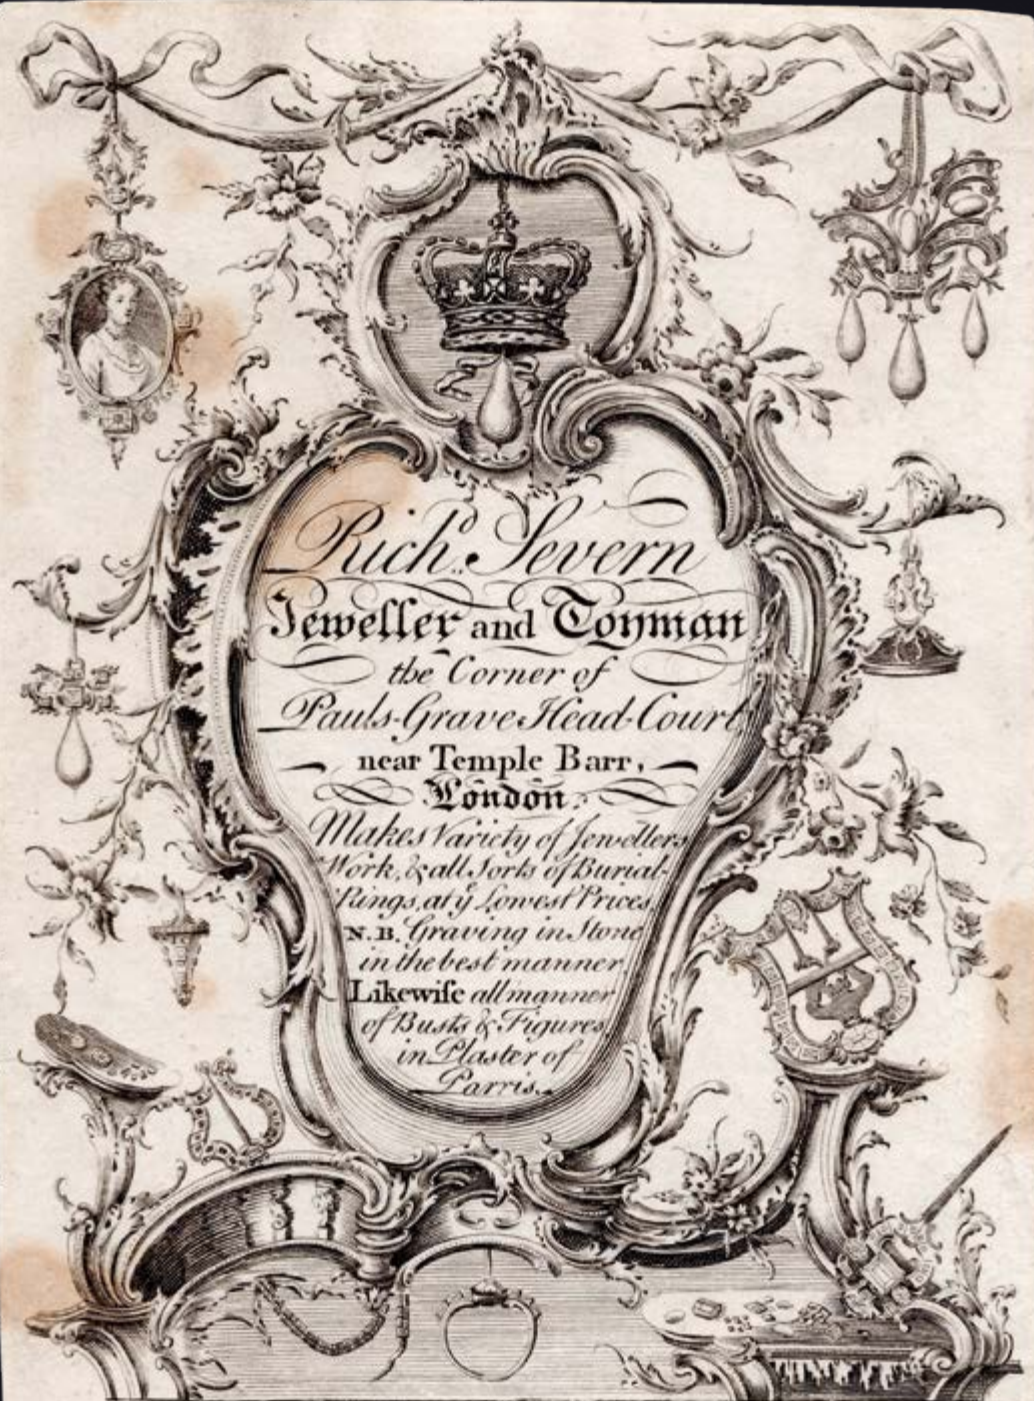 Richd. Severn
Jeweller and Toyman
the Corner of
Pauls-Grave Head-Court
near Temple Barr,
London.
Makes Variety of Jewellers
Work, & all Sorts of Burial-
Rings, at ye Lowest Prices
N.B. Graving in Stone
in the best manner
Likewiſe all manner
of Busts & Figures
in Plaster of
Parris.